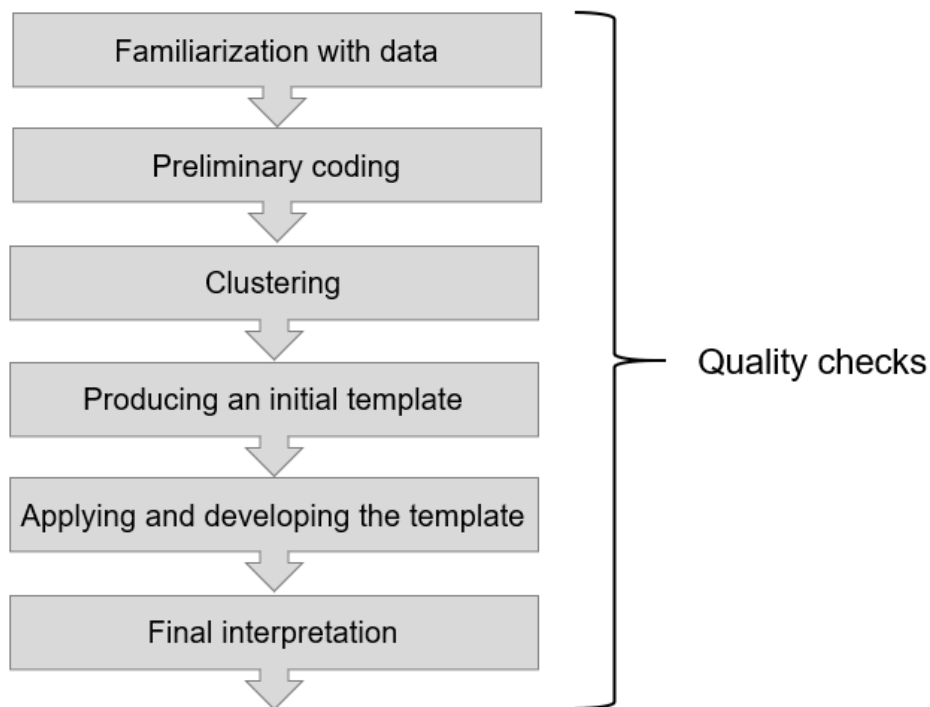 Familiarization with data
Preliminary coding
Clustering
Producing an initial template
Applying and developing the template
Final interpretation
Quality checks